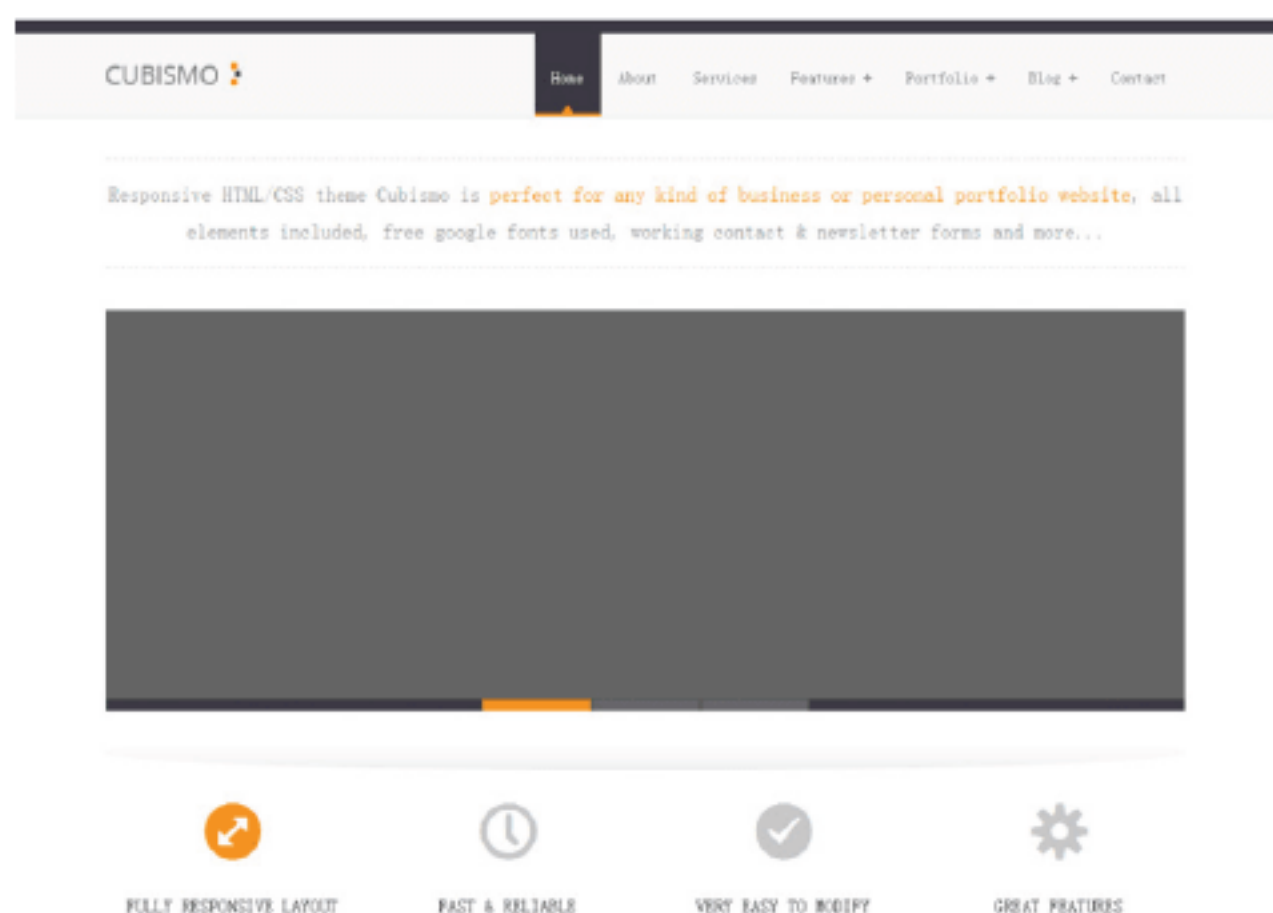 CUBISMO
Home About Services Features + Portfolio + Blog + Contact
Responsive HTML/CSS theme Cubismo is perfect for any kind of business or personal portfolio website, all
elements included, free google fonts used, working contact & newsletter forms and more...
FULLY RESPONSIVE LAYOUT FAST & RELIABLE VERY EASY TO MODIFY GREAT FEATURES